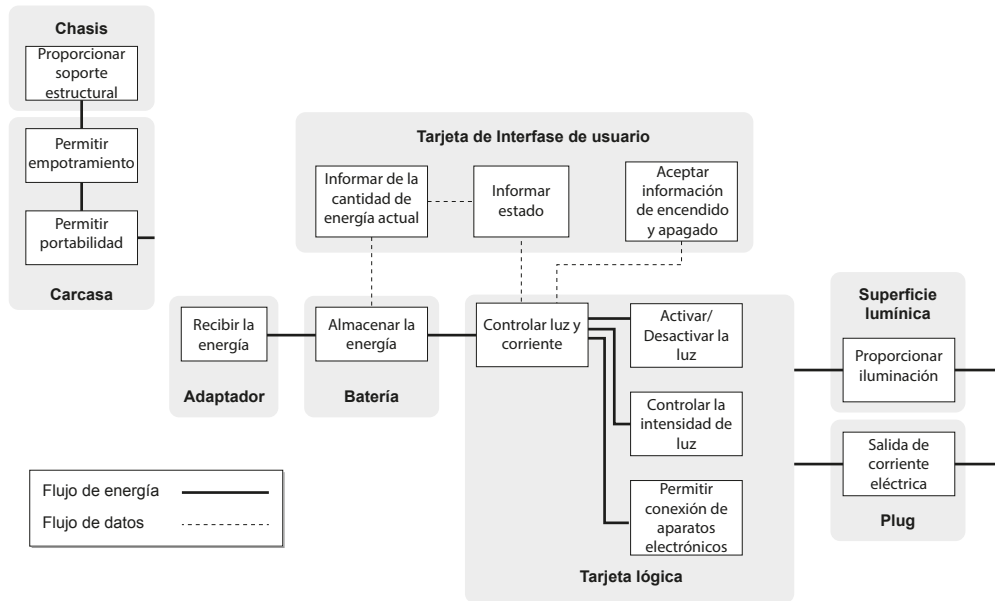 Chasis
Proporcionar
soporte
estructural
Permitir
empotramiento
Permitir
portabilidad
Carcasa
Tarjeta de Interfase de usuario
Informar de la
cantidad de
energía actual
Informar
estado
Aceptar
información
de encendido
y apagado
Recibir la
energía
Adaptador
Almacenar la
energía
Batería
Controlar luz y
corriente
Activar/
Desactivar la
luz
Controlar la
intensidad de
luz
Permitir
conexión de
aparatos
electrónicos
Tarjeta lógica
Superficie
lumínica
Proporcionar
iluminación
Salida de
corriente
eléctrica
Plug
Flujo de energía
Flujo de datos